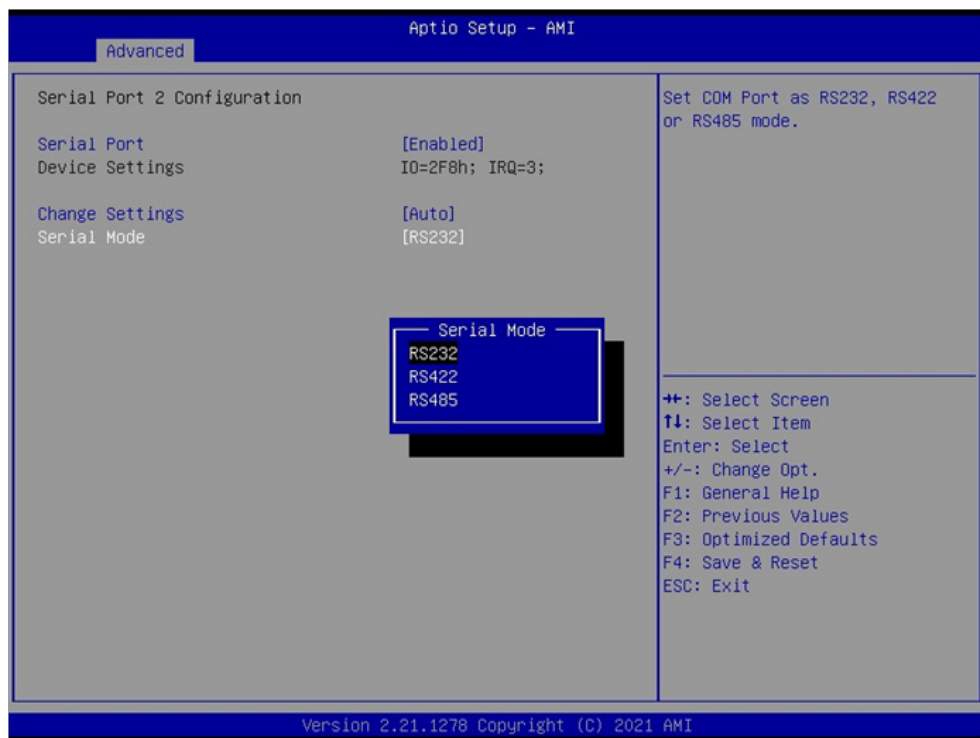 Aptio Setup - AMI
Advanced
Serial Port 2 Configuration
Serial Port [Enabled]
Device Settings IO=2F8h; IRQ=3;
Change Settings [Auto]
Serial Mode [RS232]
Serial Mode
RS232
RS422
RS485
Set COM Port as RS232, RS422
or RS485 mode.
→←: Select Screen
↑↓: Select Item
Enter: Select
+/-: Change Opt.
F1: General Help
F2: Previous Values
F3: Optimized Defaults
F4: Save & Reset
ESC: Exit
Version 2.21.1278 Copyright (C) 2021 AMI